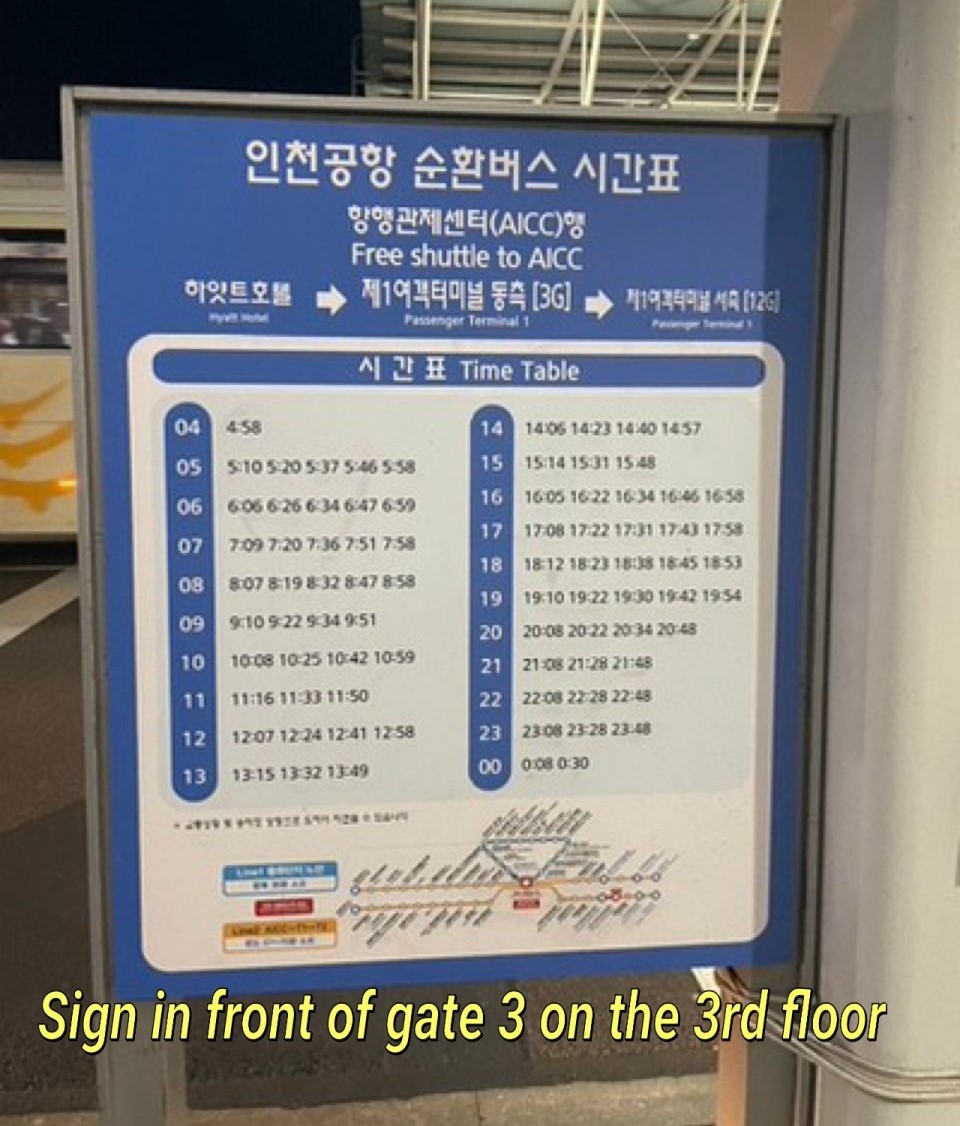 인천공항 순환버스 시간표
항행관제센터(AICC)행
Free shuttle to AICC
하얏트호텔 → 제1여객터미널 동측 [3G] → 제1여객터미널 서측 [12G]
Hyatt Hotel Passenger Terminal 1 Passenger Terminal 1
시 간 표 Time Table
04 4:58
05 5:10 5:20 5:37 5:46 5:58
06 6:06 6:26 6:34 6:47 6:59
07 7:09 7:20 7:36 7:51 7:58
08 8:07 8:19 8:32 8:47 8:58
09 9:10 9:22 9:34 9:51
10 10:08 10:25 10:42 10:59
11 11:16 11:33 11:50
12 12:07 12:24 12:41 12:58
13 13:15 13:32 13:49
14 14:06 14:23 14:40 14:57
15 15:14 15:31 15:48
16 16:05 16:22 16:34 16:46 16:58
17 17:08 17:22 17:31 17:43 17:58
18 18:12 18:23 18:38 18:45 18:53
19 19:10 19:22 19:30 19:42 19:54
20 20:08 20:22 20:34 20:48
21 21:08 21:28 21:48
22 22:08 22:28 22:48
23 23:08 23:28 23:48
00 0:08 0:30
Line1
Line2 AICC-T1-T2
Sign in front of gate 3 on the 3rd floor